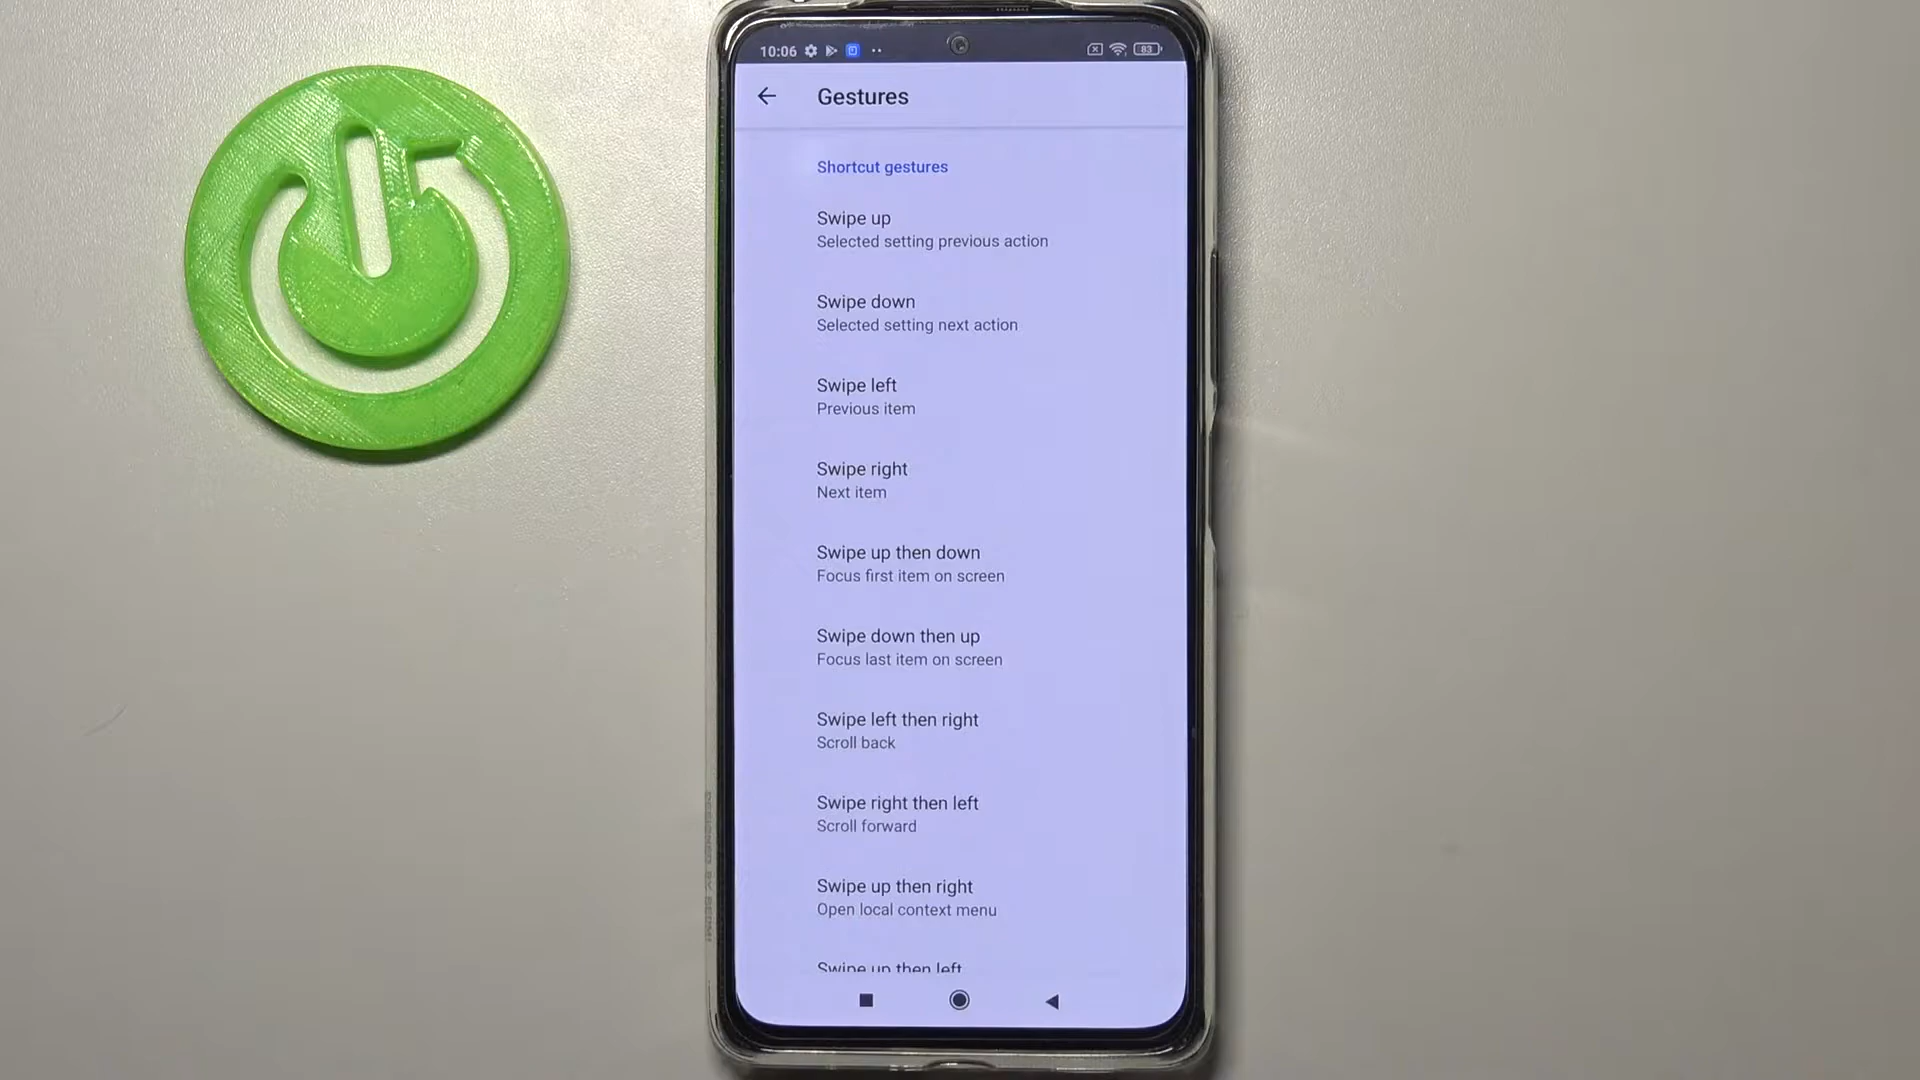 10:06
83
Gestures
Shortcut gestures
Swipe up
Selected setting previous action
Swipe down
Selected setting next action
Swipe left
Previous item
Swipe right
Next item
Swipe up then down
Focus first item on screen
Swipe down then up
Focus last item on screen
Swipe left then right
Scroll back
Swipe right then left
Scroll forward
Swipe up then right
Open local context menu
Swipe up then left